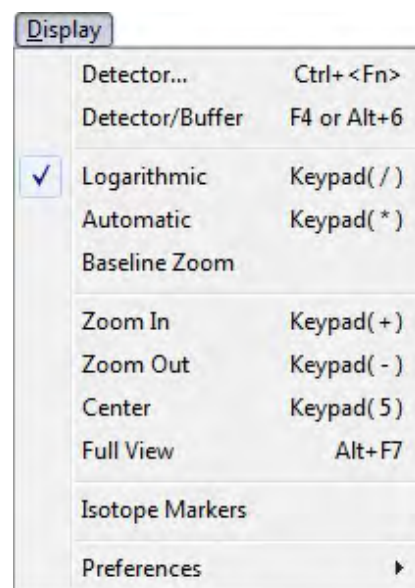 Display
Detector... Ctrl+<Fn>
Detector/Buffer F4 or Alt+6
Logarithmic Keypad( / )
Automatic Keypad( * )
Baseline Zoom
Zoom In Keypad( + )
Zoom Out Keypad( - )
Center Keypad( 5 )
Full View Alt+F7
Isotope Markers
Preferences